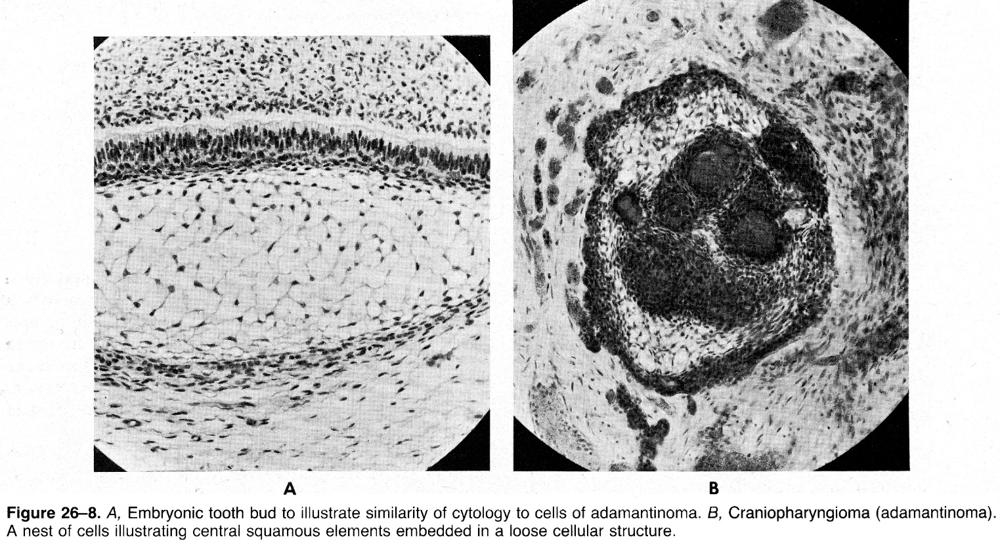 A
B
Figure 26–8. A, Embryonic tooth bud to illustrate similarity of cytology to cells of adamantinoma. B, Craniopharyngioma (adamantinoma).
A nest of cells illustrating central squamous elements embedded in a loose cellular structure.